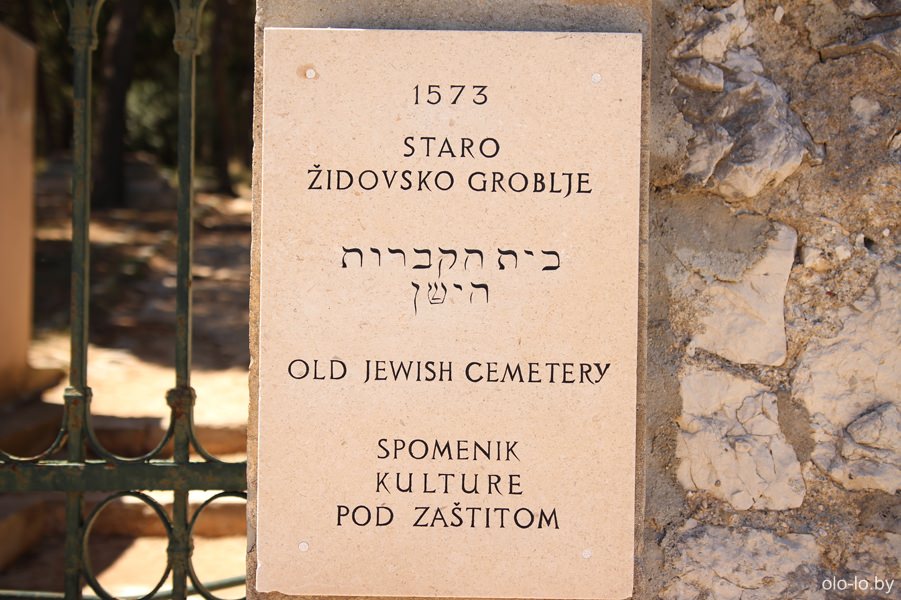 1573
STARO
ŽIDOVSKO GROBLJE
בית הקברות
הישן
OLD JEWISH CEMETERY
SPOMENIK
KULTURE
POD ZAŠTITOM
olo-lo.by